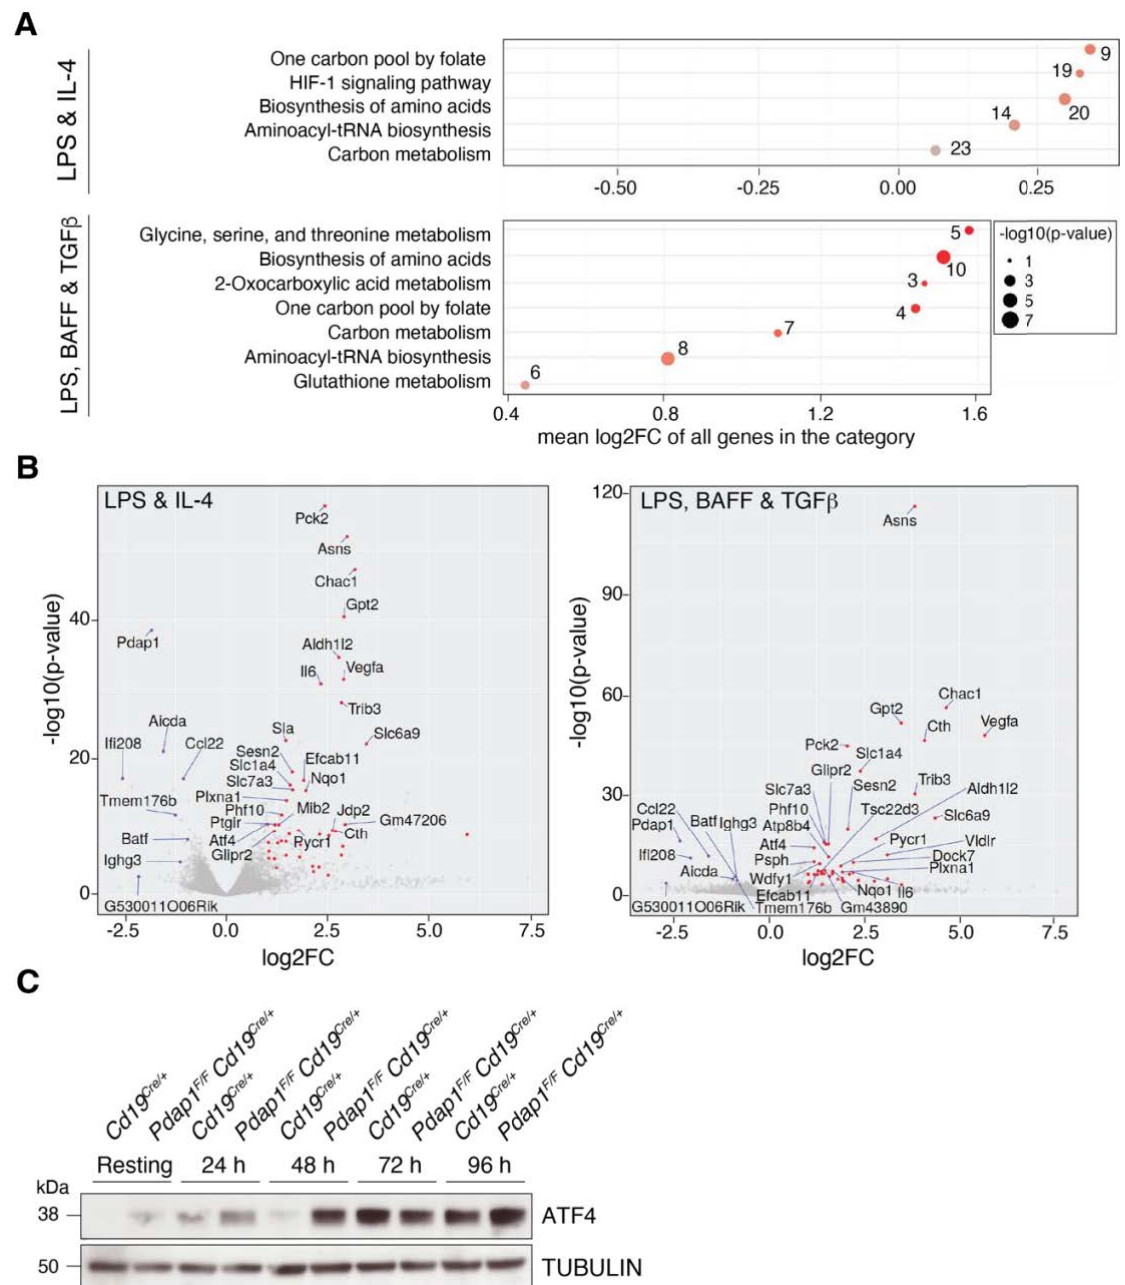 A
LPS & IL-4
One carbon pool by folate
HIF-1 signaling pathway
Biosynthesis of amino acids
Aminoacyl-tRNA biosynthesis
Carbon metabolism
9
19
20
14
23
-0.50 -0.25 0.00 0.25
LPS, BAFF & TGFβ
Glycine, serine, and threonine metabolism
Biosynthesis of amino acids
2-Oxocarboxylic acid metabolism
One carbon pool by folate
Carbon metabolism
Aminoacyl-tRNA biosynthesis
Glutathione metabolism
5
10
3
4
7
8
6
-log10(p-value)
1
3
5
7
0.4 0.8 1.2 1.6
mean log2FC of all genes in the category
B
LPS & IL-4
-log10(p-value)
40
20
0
Pck2
Asns
Chac1
Gpt2
Pdap1
Aldh1l2
Il6
Vegfa
Trib3
Aicda
Sla
Slc6a9
Ifi208
Ccl22
Sesn2
Efcab11
Slc1a4
Slc7a3
Nqo1
Tmem176b
Plxna1
Phf10
Mib2
Jdp2
Ptgir
Gm47206
Batf
Atf4
Cth
Glipr2
Pycr1
Ighg3
G530011O06Rik
-2.5 0.0 2.5 5.0 7.5
log2FC
LPS, BAFF & TGFβ
-log10(p-value)
120
90
60
30
0
Asns
Chac1
Gpt2
Cth
Vegfa
Pck2
Slc1a4
Glipr2
Trib3
Slc7a3
Sesn2
Aldh1l2
Phf10
Tsc22d3
Ccl22
Slc6a9
Pdap1
Batf
Ighg3
Atp8b4
Atf4
Pycr1
Vldlr
Ifi208
Psph
Dock7
Aicda
Wdfy1
Plxna1
Efcab11
Nqo1
Il6
G530011O06Rik
Tmem176b
Gm43890
-2.5 0.0 2.5 5.0 7.5
log2FC
C
Cd19Cre/+
Pdap1F/F Cd19Cre/+
Cd19Cre/+
Pdap1F/F Cd19Cre/+
Cd19Cre/+
Pdap1F/F Cd19Cre/+
Cd19Cre/+
Pdap1F/F Cd19Cre/+
Cd19Cre/+
Pdap1F/F Cd19Cre/+
Resting 24 h 48 h 72 h 96 h
kDa
38
ATF4
50
TUBULIN